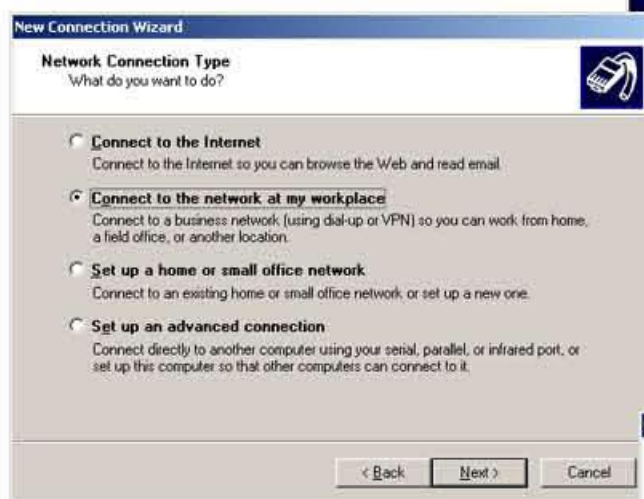 New Connection Wizard
Network Connection Type
What do you want to do?
Connect to the Internet
Connect to the Internet so you can browse the Web and read email.
Connect to the network at my workplace
Connect to a business network (using dial-up or VPN) so you can work from home,
a field office, or another location.
Set up a home or small office network
Connect to an existing home or small office network or set up a new one.
Set up an advanced connection
Connect directly to another computer using your serial, parallel, or infrared port, or
set up this computer so that other computers can connect to it.
< Back
Next >
Cancel